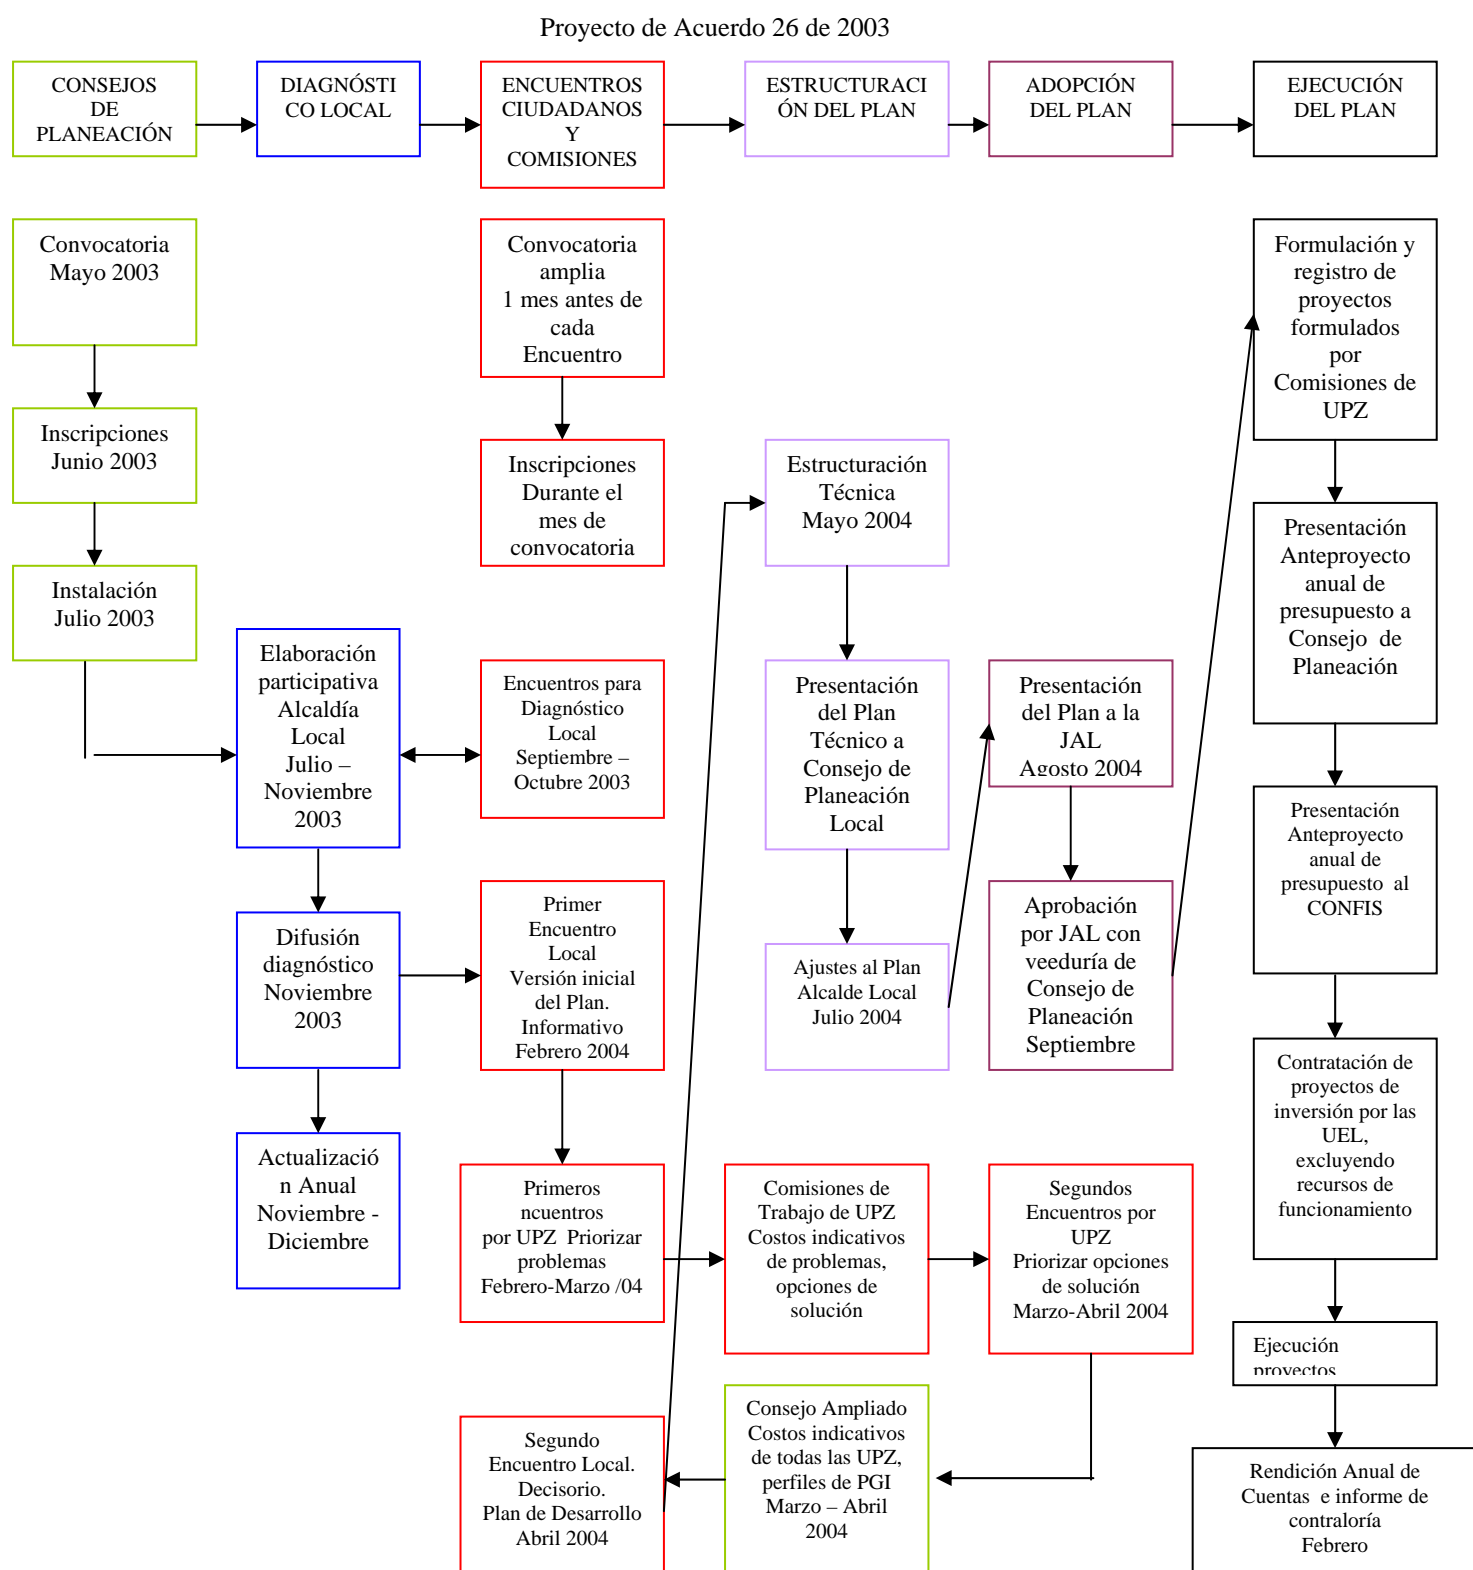 Proyecto de Acuerdo 26 de 2003
CONSEJOS
DE
PLANEACIÓN
DIAGNÓSTI
CO LOCAL
ENCUENTROS
CIUDADANOS
Y
COMISIONES
ESTRUCTURACI
ÓN DEL PLAN
ADOPCIÓN
DEL PLAN
EJECUCIÓN
DEL PLAN
Convocatoria
Mayo 2003
Inscripciones
Junio 2003
Instalación
Julio 2003
Elaboración
participativa
Alcaldía
Local
Julio –
Noviembre
2003
Difusión
diagnóstico
Noviembre
2003
Actualizació
n Anual
Noviembre -
Diciembre
Convocatoria
amplia
1 mes antes de
cada
Encuentro
Inscripciones
Durante el
mes de
convocatoria
Encuentros para
Diagnóstico
Local
Septiembre –
Octubre 2003
Primer
Encuentro
Local
Versión inicial
del Plan.
Informativo
Febrero 2004
Primeros
ncuentros
por UPZ  Priorizar
problemas
Febrero-Marzo /04
Comisiones de
Trabajo de UPZ
Costos indicativos
de problemas,
opciones de
solución
Segundos
Encuentros por
UPZ
Priorizar opciones
de solución
Marzo-Abril 2004
Consejo Ampliado
Costos indicativos
de todas las UPZ,
perfiles de PGI
Marzo – Abril
2004
Segundo
Encuentro Local.
Decisorio.
Plan de Desarrollo
Abril 2004
Estructuración
Técnica
Mayo 2004
Presentación
del Plan
Técnico a
Consejo de
Planeación
Local
Ajustes al Plan
Alcalde Local
Julio 2004
Presentación
del Plan a la
JAL
Agosto 2004
Aprobación
por JAL con
veeduría de
Consejo de
Planeación
Septiembre
Formulación y
registro de
proyectos
formulados
por
Comisiones de
UPZ
Presentación
Anteproyecto
anual de
presupuesto a
Consejo  de
Planeación
Presentación
Anteproyecto
anual de
presupuesto  al
CONFIS
Contratación de
proyectos de
inversión por las
UEL,
excluyendo
recursos de
funcionamiento
Ejecución
proyectos
Rendición Anual de
Cuentas  e informe de
contraloría
Febrero